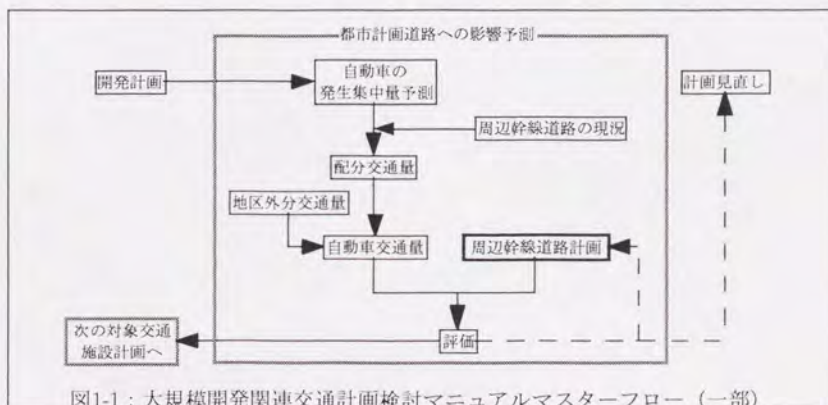 都市計画道路への影響予測
開発計画
自動車の
発生集中量予測
計画見直し
周辺幹線道路の現況
配分交通量
地区外分交通量
自動車交通量
周辺幹線道路計画
次の対象交通
施設計画へ
評価
図1-1：大規模開発関連交通計画検討マニュアルマスターフロー（一部）